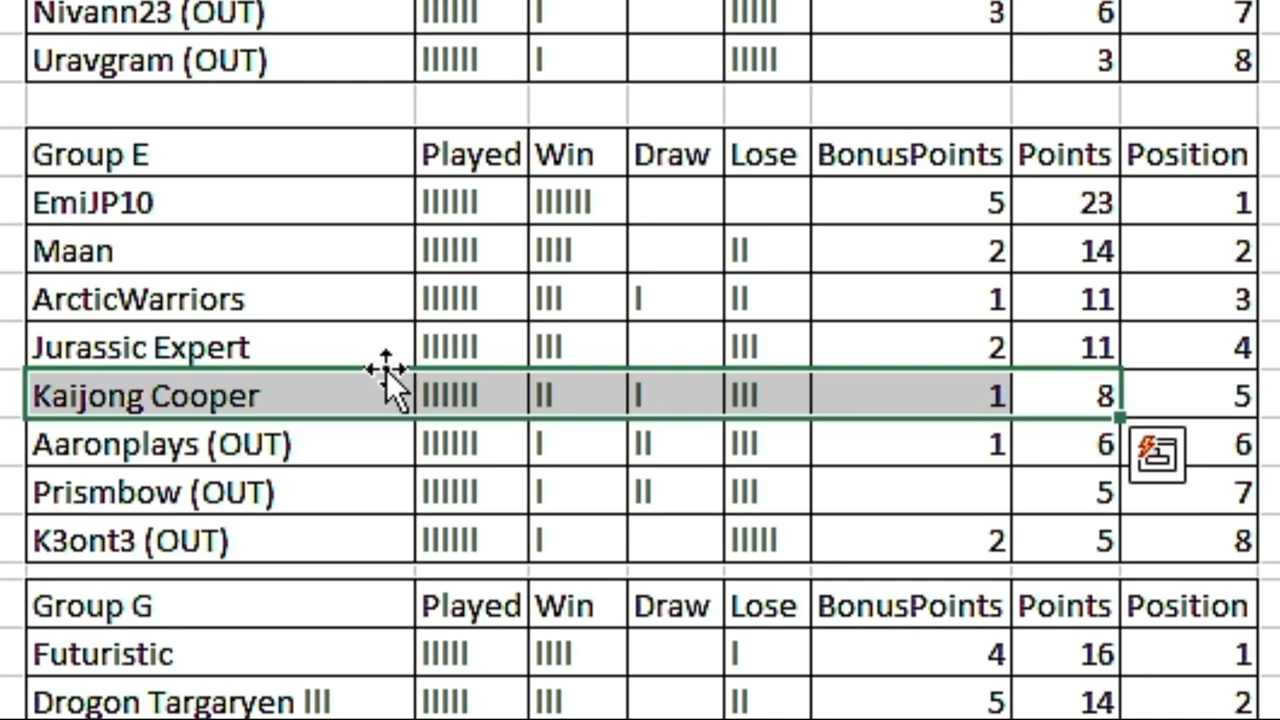 Nivann23 (OUT) IIIIII I IIIII 3 6 7
Uravgram (OUT) IIIIII I IIIII 3 8
Group E Played Win Draw Lose BonusPoints Points Position
EmiJP10 IIIIII IIIIII 5 23 1
Maan IIIIII IIII II 2 14 2
ArcticWarriors IIIIII III I II 1 11 3
Jurassic Expert IIIIII III III 2 11 4
Kaijong Cooper IIIIII II I III 1 8 5
Aaronplays (OUT) IIIIII I II III 1 6 6
Prismbow (OUT) IIIIII I II III 5 7
K3ont3 (OUT) IIIIII I IIIII 2 5 8
Group G Played Win Draw Lose BonusPoints Points Position
Futuristic IIIII IIII I 4 16 1
Drogon Targaryen III IIIII III II 5 14 2